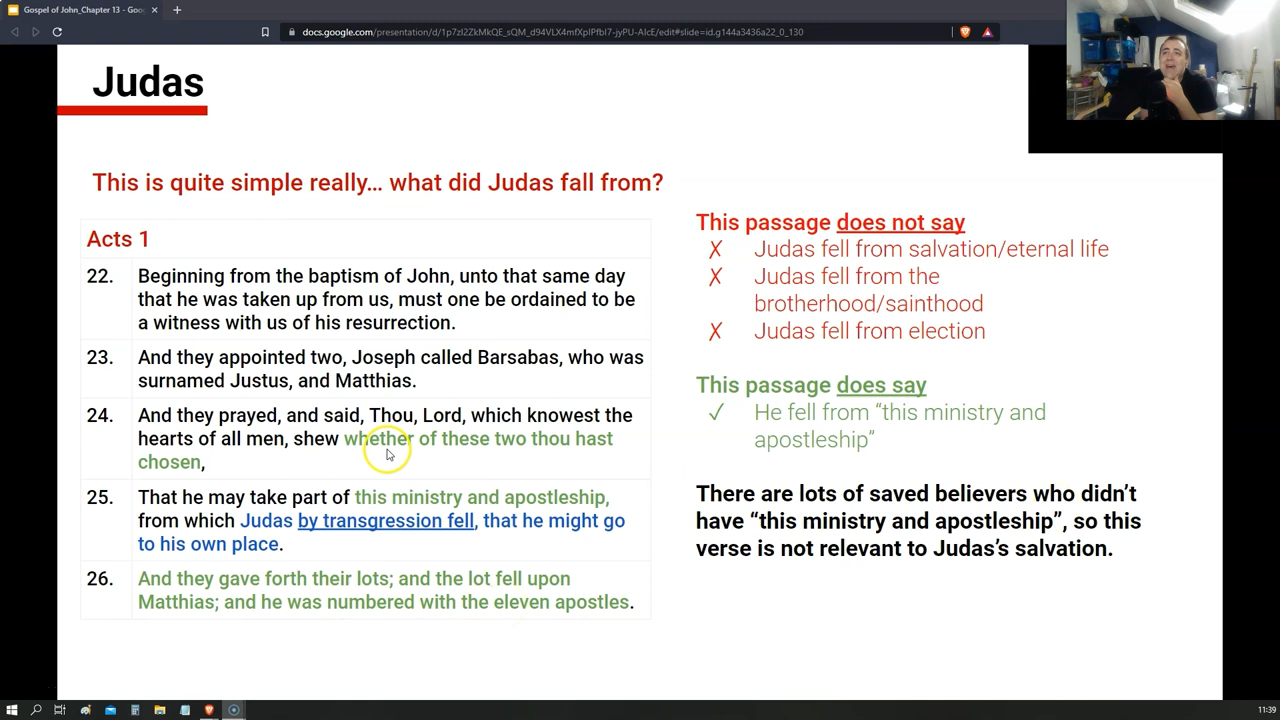 Gospel of John_Chapter 13 - Goo
docs.google.com/presentation/d/1p7zI2ZkMkQE_sQM_d94VLX4mfXpIPfbI7-jyPU-AIcE/edit#slide=id.g144a3436a22_0_130
Judas
This is quite simple really... what did Judas fall from?
Acts 1
22. Beginning from the baptism of John, unto that same day
that he was taken up from us, must one be ordained to be
a witness with us of his resurrection.
23. And they appointed two, Joseph called Barsabas, who was
surnamed Justus, and Matthias.
24. And they prayed, and said, Thou, Lord, which knowest the
hearts of all men, shew whether of these two thou hast
chosen,
25. That he may take part of this ministry and apostleship,
from which Judas by transgression fell, that he might go
to his own place.
26. And they gave forth their lots; and the lot fell upon
Matthias; and he was numbered with the eleven apostles.
This passage does not say
✗ Judas fell from salvation/eternal life
✗ Judas fell from the
brotherhood/sainthood
✗ Judas fell from election
This passage does say
✓ He fell from “this ministry and
apostleship”
There are lots of saved believers who didn’t
have “this ministry and apostleship”, so this
verse is not relevant to Judas’s salvation.
11:39